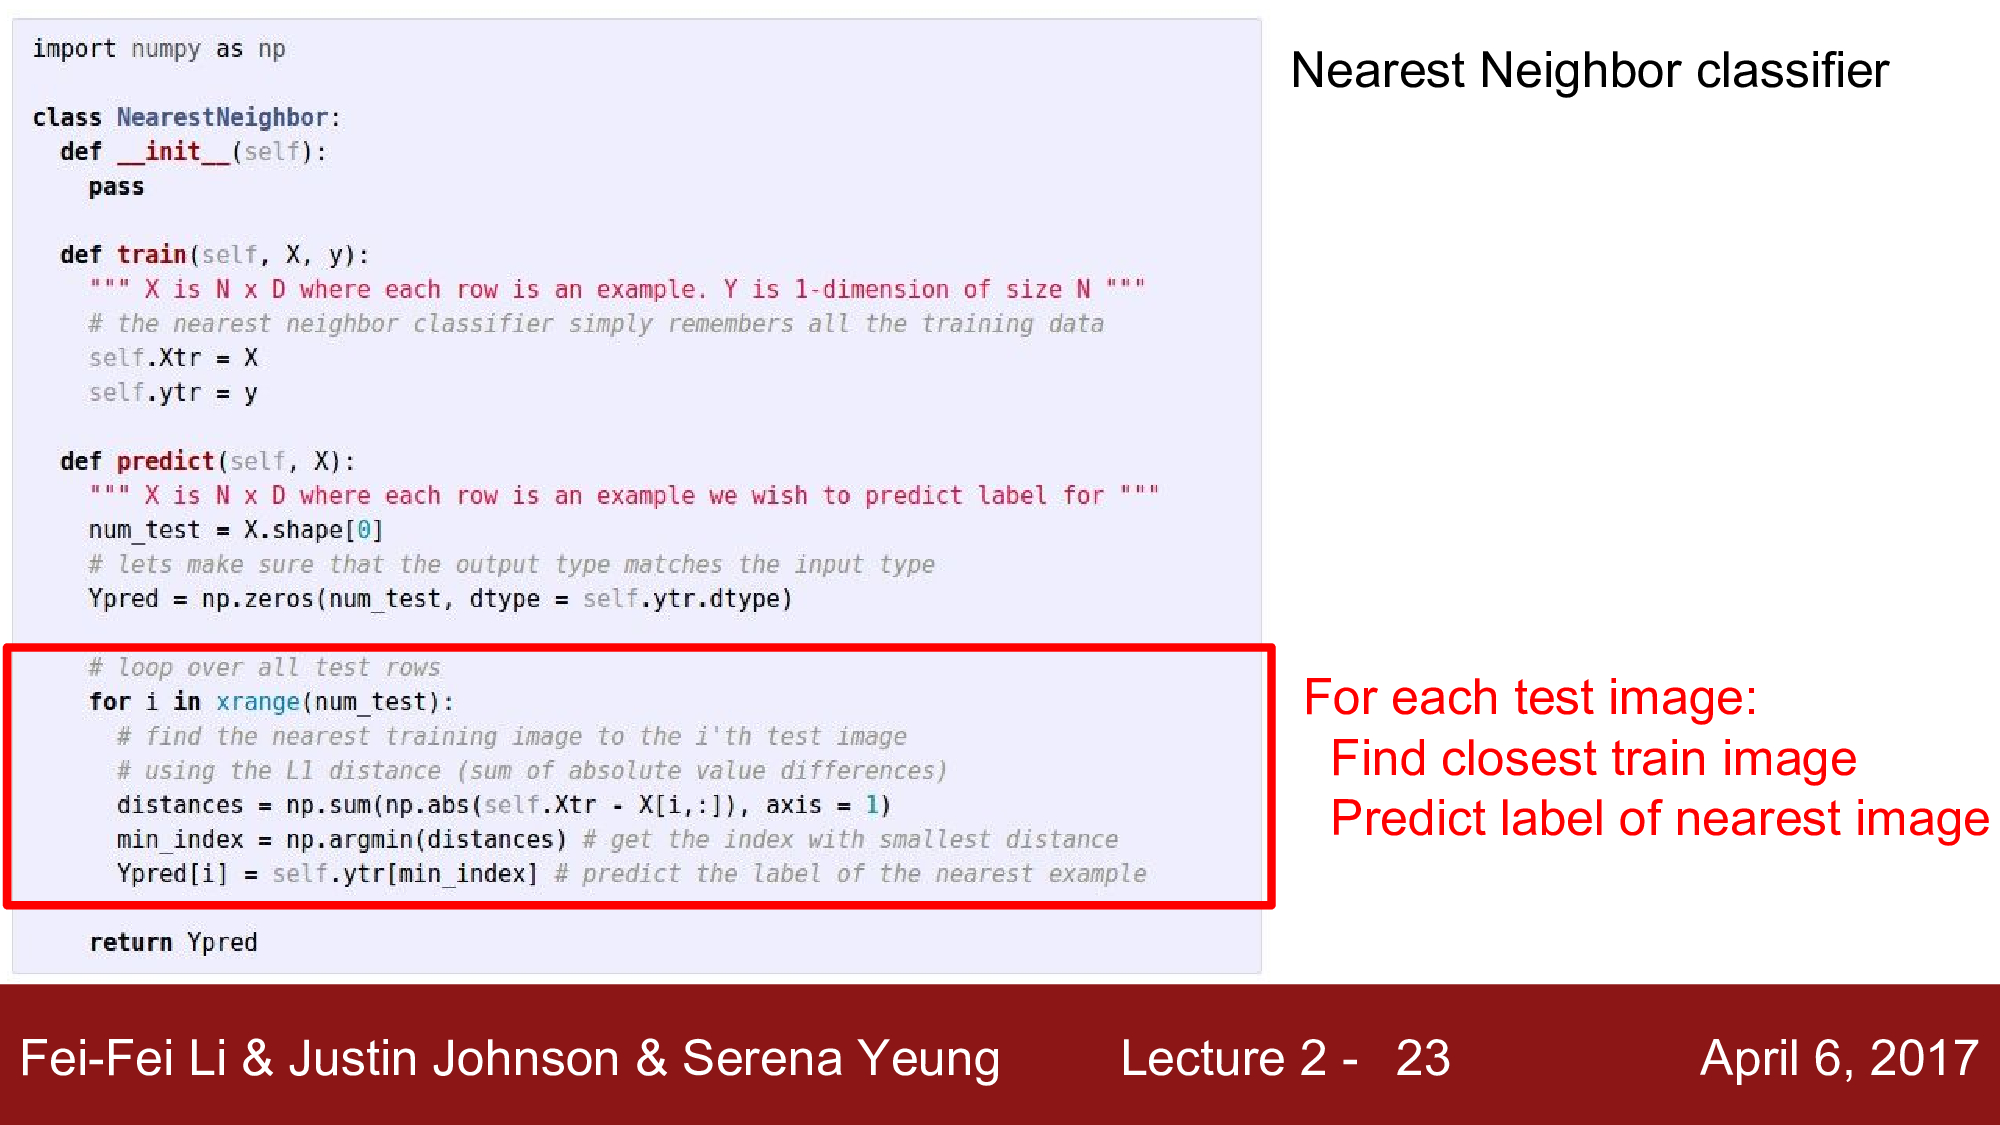 import numpy as np
class NearestNeighbor:
def __init__(self):
pass
def train(self, X, y):
""" X is N x D where each row is an example. Y is 1-dimension of size N """
# the nearest neighbor classifier simply remembers all the training data
self.Xtr = X
self.ytr = y
def predict(self, X):
""" X is N x D where each row is an example we wish to predict label for """
num_test = X.shape[0]
# lets make sure that the output type matches the input type
Ypred = np.zeros(num_test, dtype = self.ytr.dtype)
# loop over all test rows
for i in xrange(num_test):
# find the nearest training image to the i'th test image
# using the L1 distance (sum of absolute value differences)
distances = np.sum(np.abs(self.Xtr - X[i,:]), axis = 1)
min_index = np.argmin(distances) # get the index with smallest distance
Ypred[i] = self.ytr[min_index] # predict the label of the nearest example
return Ypred
Nearest Neighbor classifier
For each test image:
Find closest train image
Predict label of nearest image
Fei-Fei Li & Justin Johnson & Serena Yeung Lecture 2 - 23 April 6, 2017